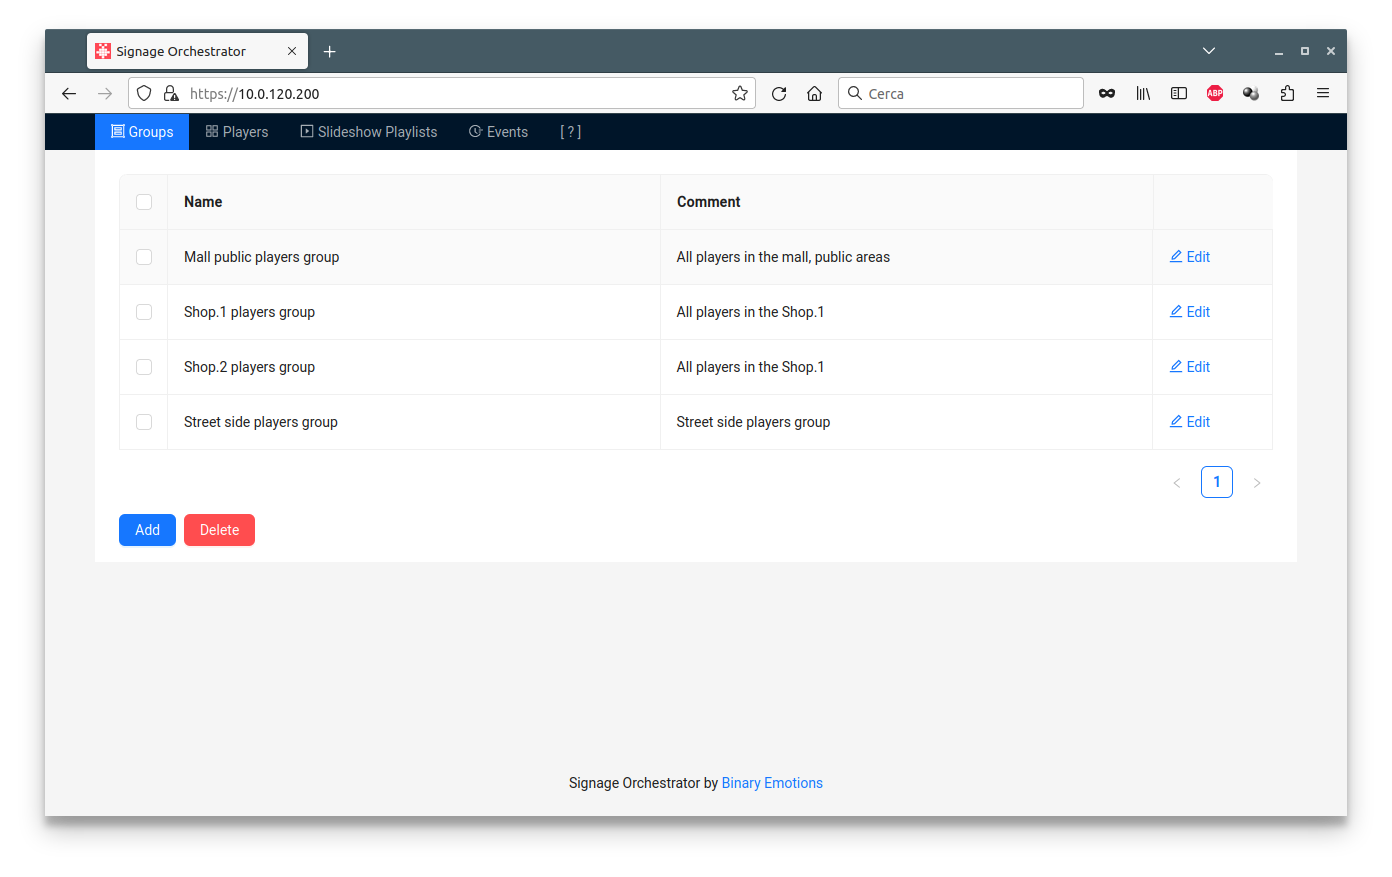 Signage Orchestrator
https://10.0.120.200
Cerca
ABP
Groups Players Slideshow Playlists Events [ ? ]
Name Comment
Mall public players group All players in the mall, public areas Edit
Shop.1 players group All players in the Shop.1 Edit
Shop.2 players group All players in the Shop.1 Edit
Street side players group Street side players group Edit
< 1 >
Add Delete
Signage Orchestrator by Binary Emotions